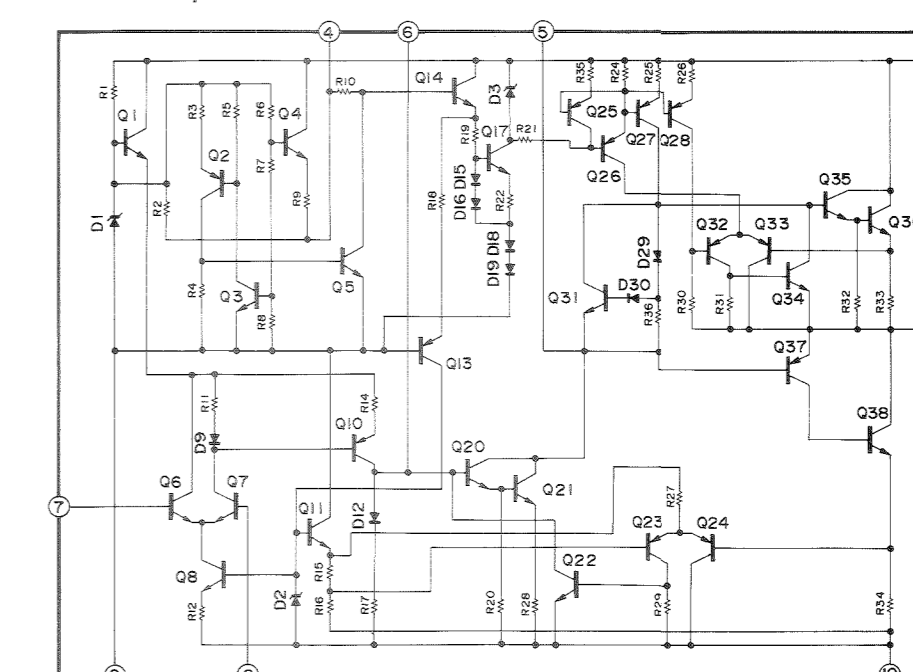 4 6 5
R1 Q1 R3 R5 R6 Q4 R10 Q14 D3 R35 R24 R25 R26
Q25 Q27 Q28
R19 Q17 R21
Q2 R7 Q26
R2 R9 R18 D16 D15 R22 Q35
D1 Q32 Q33
D19 D18 D29
R4 Q3 R8 Q5 Q31 D30 R36 R30 R31 Q34 R32 R33
Q13 Q37
R11 R14
D9 Q10 Q20 Q38
7 Q6 Q7 Q11 D12 Q21 R27
Q23 Q24
Q8 R15 Q22
R12 D2 R16 R17 R20 R28 R29 R34